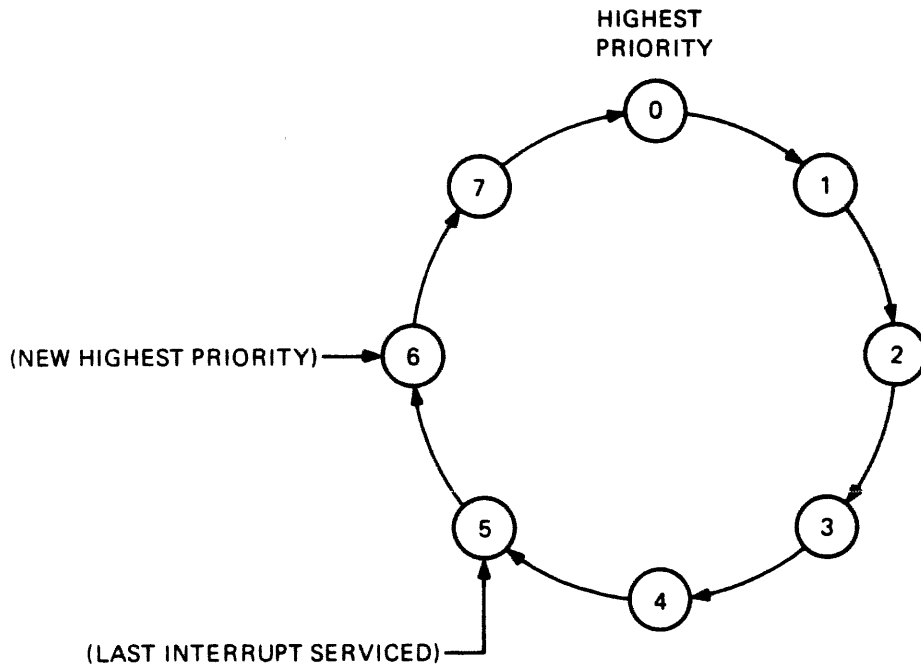 HIGHEST
PRIORITY
0
1
7
(NEW HIGHEST PRIORITY)
6
2
5
3
4
(LAST INTERRUPT SERVICED)